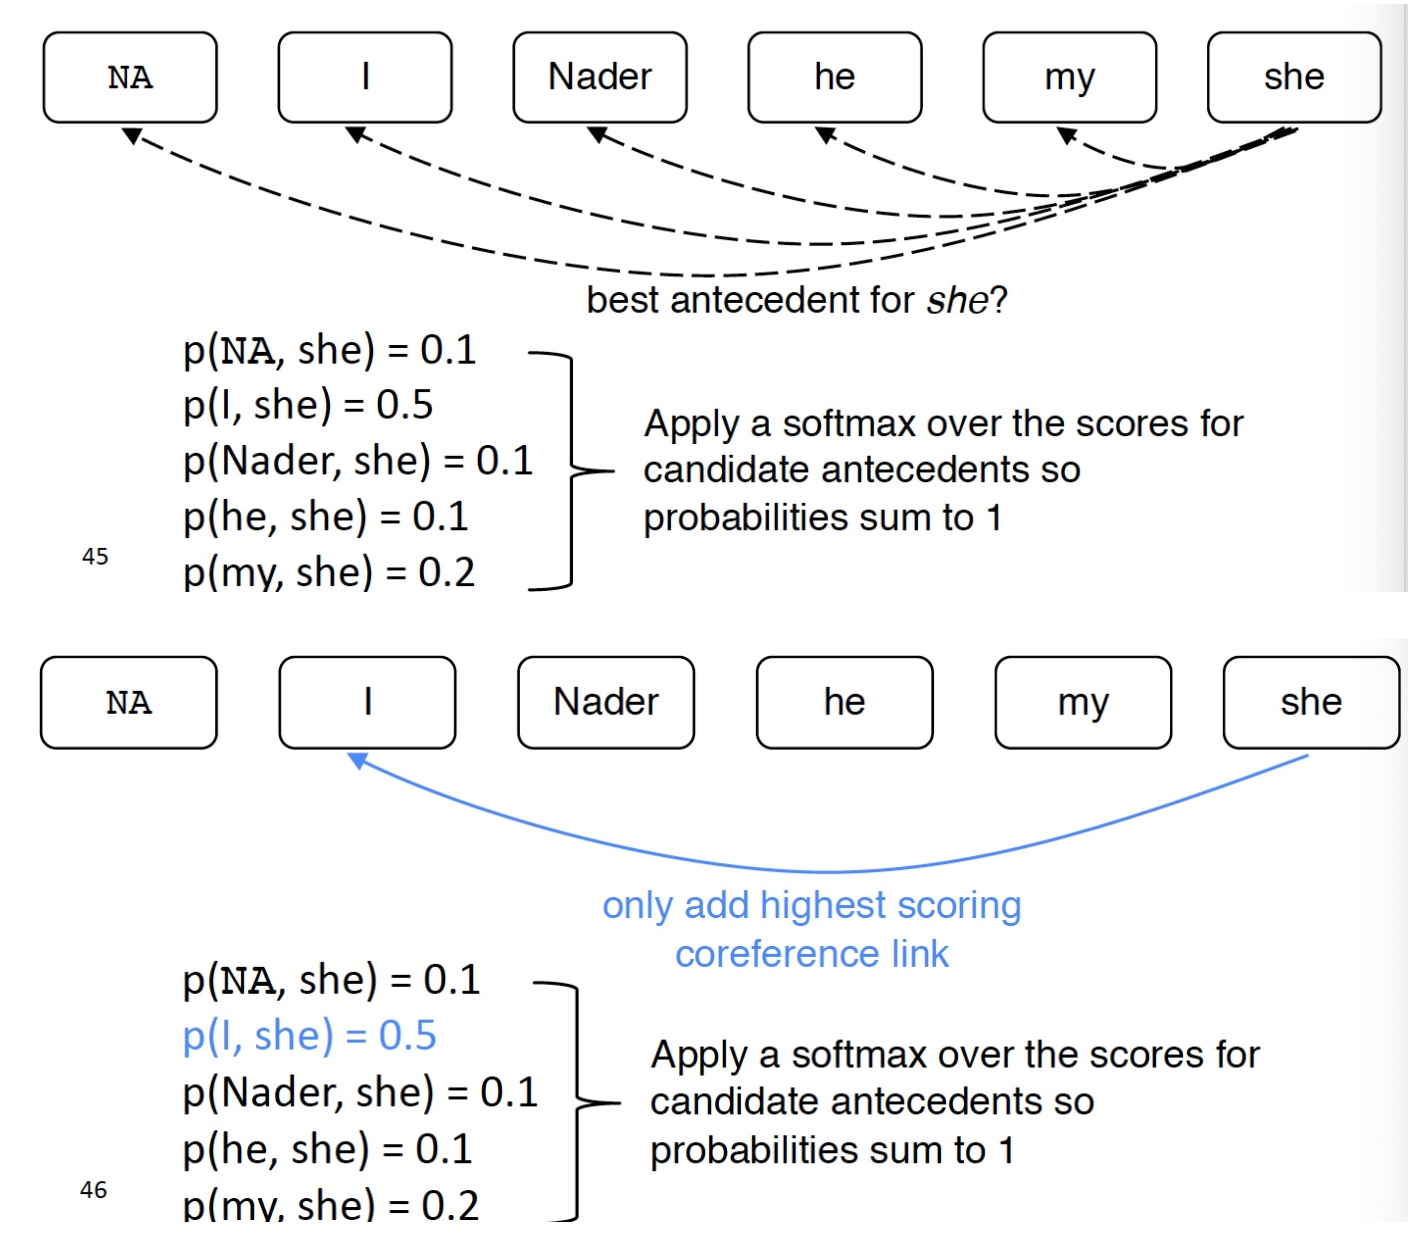 NA I Nader he my she
best antecedent for she?
p(NA, she) = 0.1
p(I, she) = 0.5
p(Nader, she) = 0.1
p(he, she) = 0.1
p(my, she) = 0.2
Apply a softmax over the scores for
candidate antecedents so
probabilities sum to 1
45
NA I Nader he my she
only add highest scoring
coreference link
p(NA, she) = 0.1
p(I, she) = 0.5
p(Nader, she) = 0.1
p(he, she) = 0.1
p(my, she) = 0.2
Apply a softmax over the scores for
candidate antecedents so
probabilities sum to 1
46